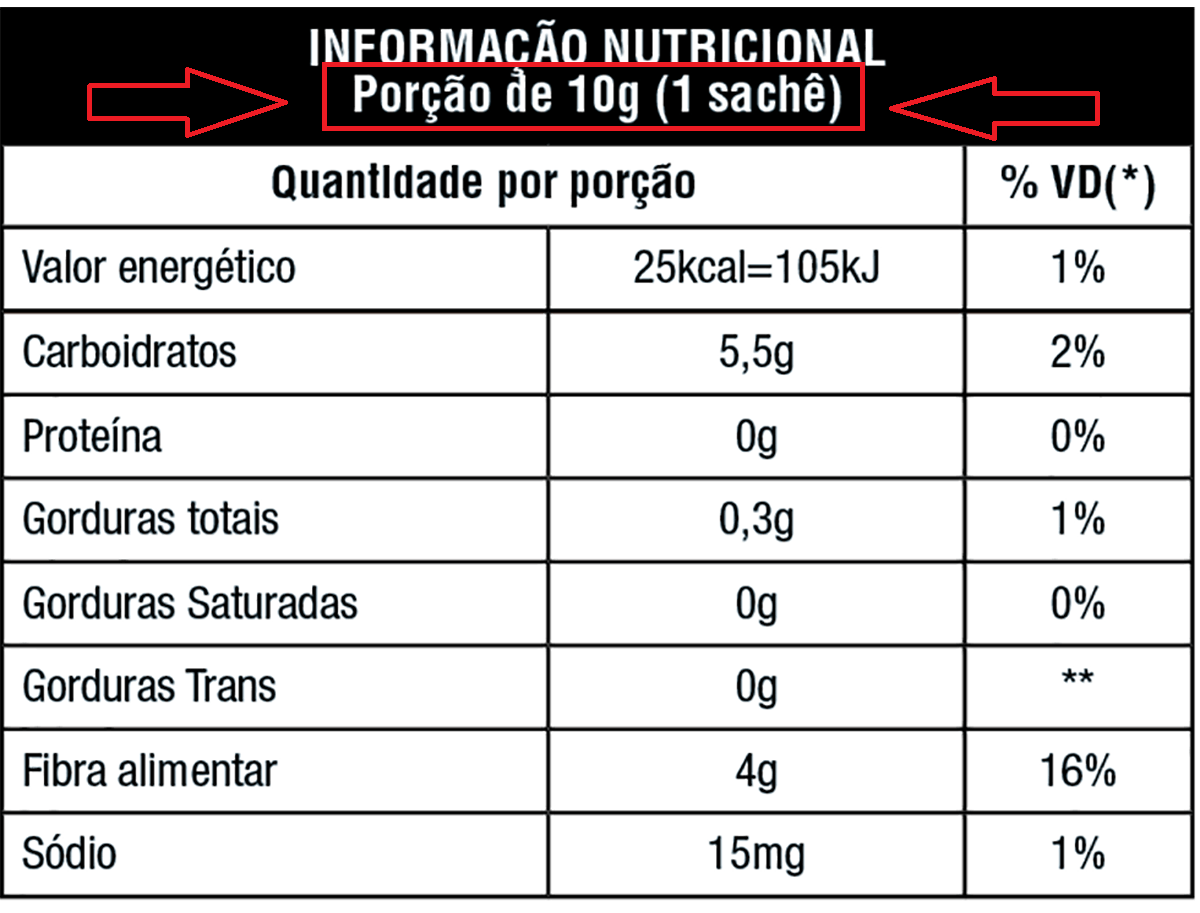 INFORMAÇÃO NUTRICIONAL
Porção de 10g (1 sachê)
Quantidade por porção % VD(*)
Valor energético 25kcal=105kJ 1%
Carboidratos 5,5g 2%
Proteína 0g 0%
Gorduras totais 0,3g 1%
Gorduras Saturadas 0g 0%
Gorduras Trans 0g **
Fibra alimentar 4g 16%
Sódio 15mg 1%